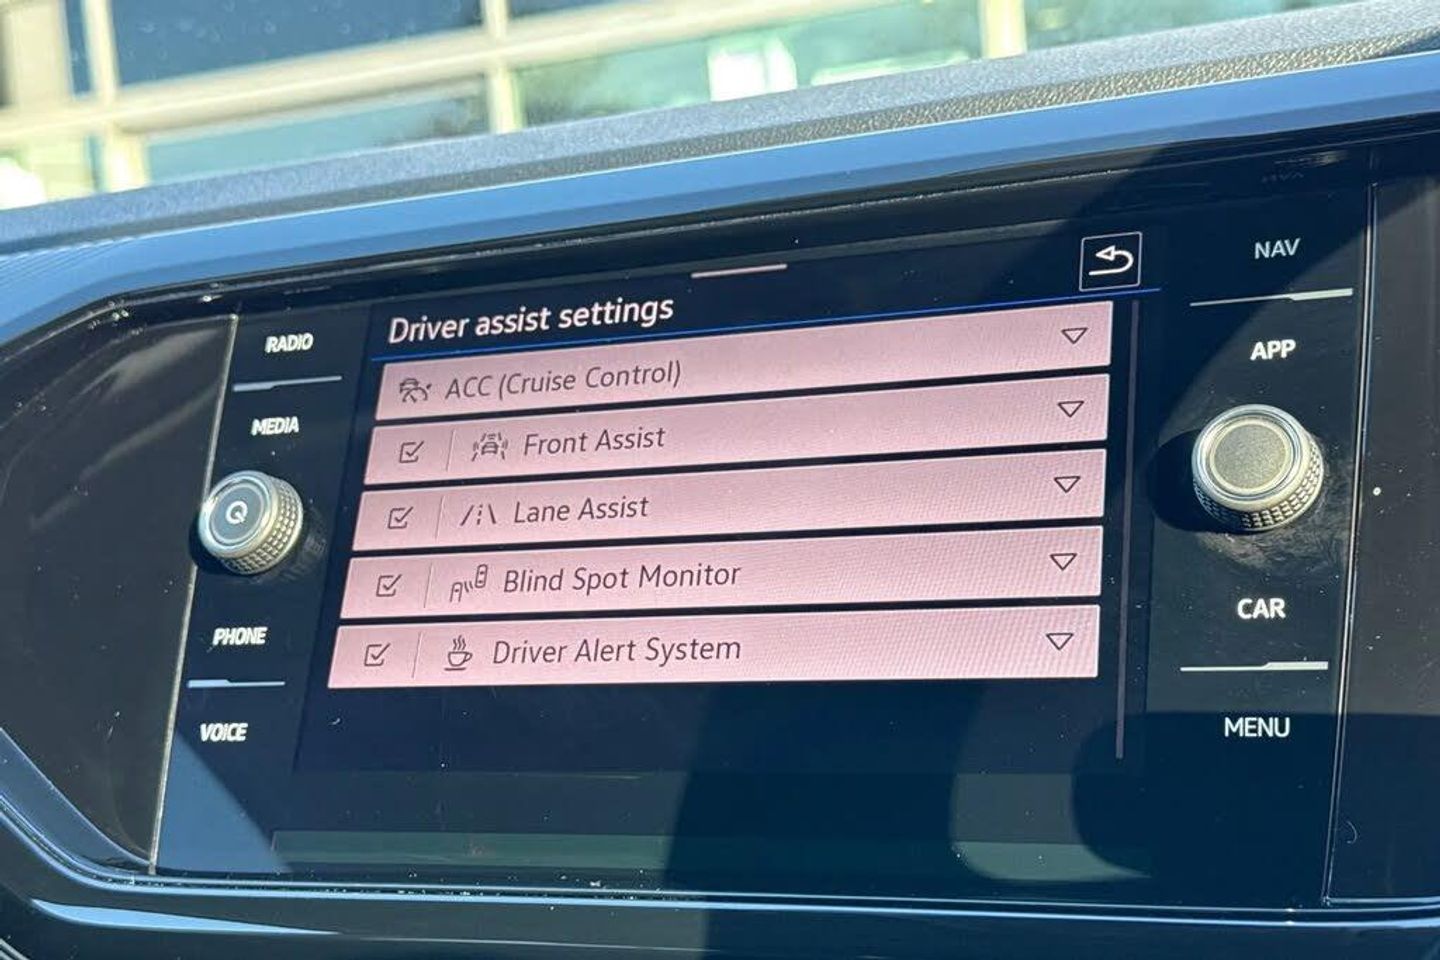 RADIO
MEDIA
PHONE
VOICE
Driver assist settings
ACC (Cruise Control)
Front Assist
Lane Assist
Blind Spot Monitor
Driver Alert System
NAV
APP
CAR
MENU